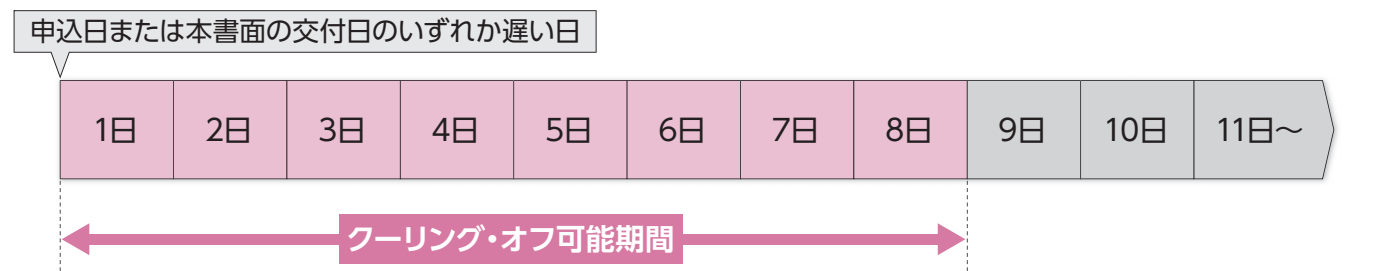 申込日または本書面の交付日のいずれか遅い日
1日 2日 3日 4日 5日 6日 7日 8日 9日 10日 11日～
クーリング・オフ可能期間